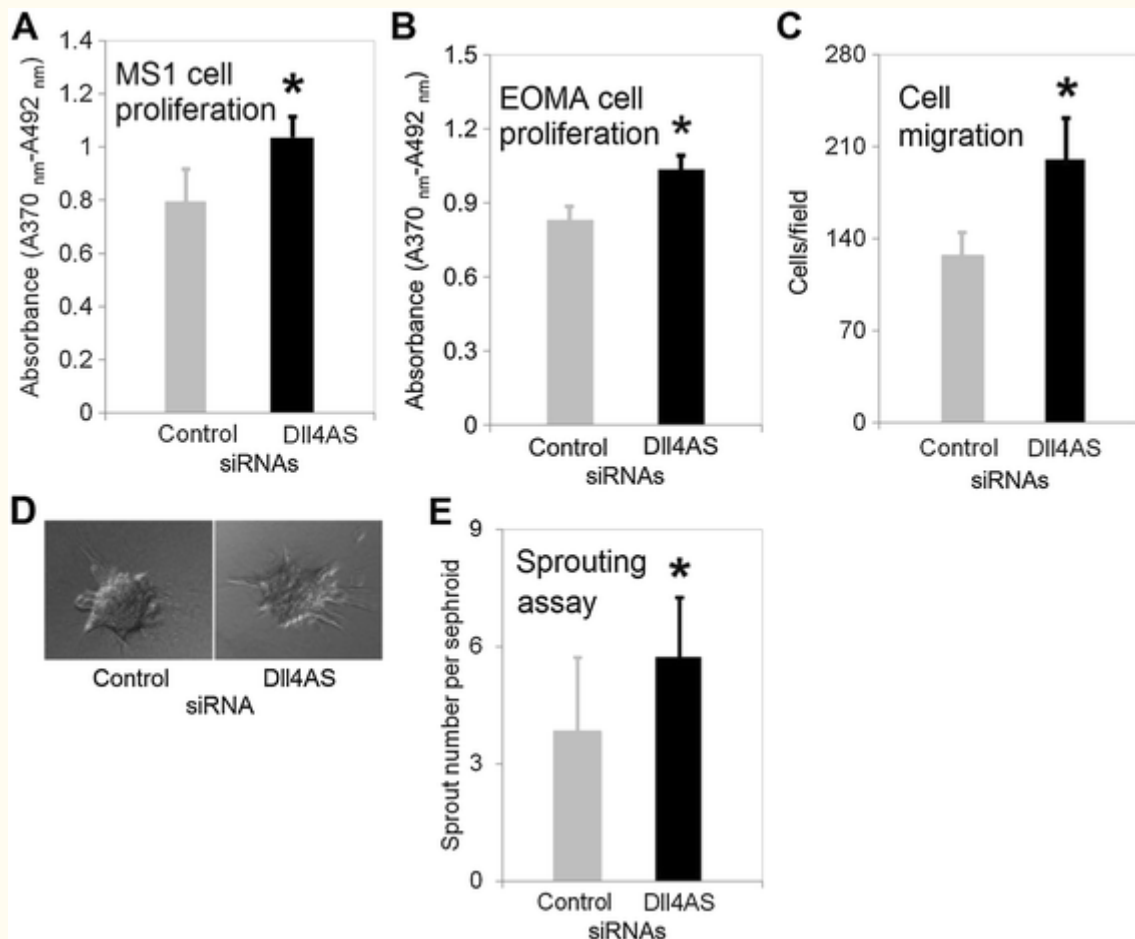 A
1.4
1.2
1
0.8
0.6
0.4
0.2
0
Absorbance (A370 nm-A492 nm)
MS1 cell
proliferation
*
Control Dll4AS
siRNAs
B
1.5
1.2
0.9
0.6
0.3
0
Absorbance (A370 nm-A492 nm)
EOMA cell
proliferation
*
Control Dll4AS
siRNAs
C
280
210
140
70
0
Cells/field
Cell
migration
*
Control Dll4AS
siRNAs
D
Control Dll4AS
siRNA
E
9
6
3
0
Sprout number per sephroid
Sprouting
assay
*
Control Dll4AS
siRNAs